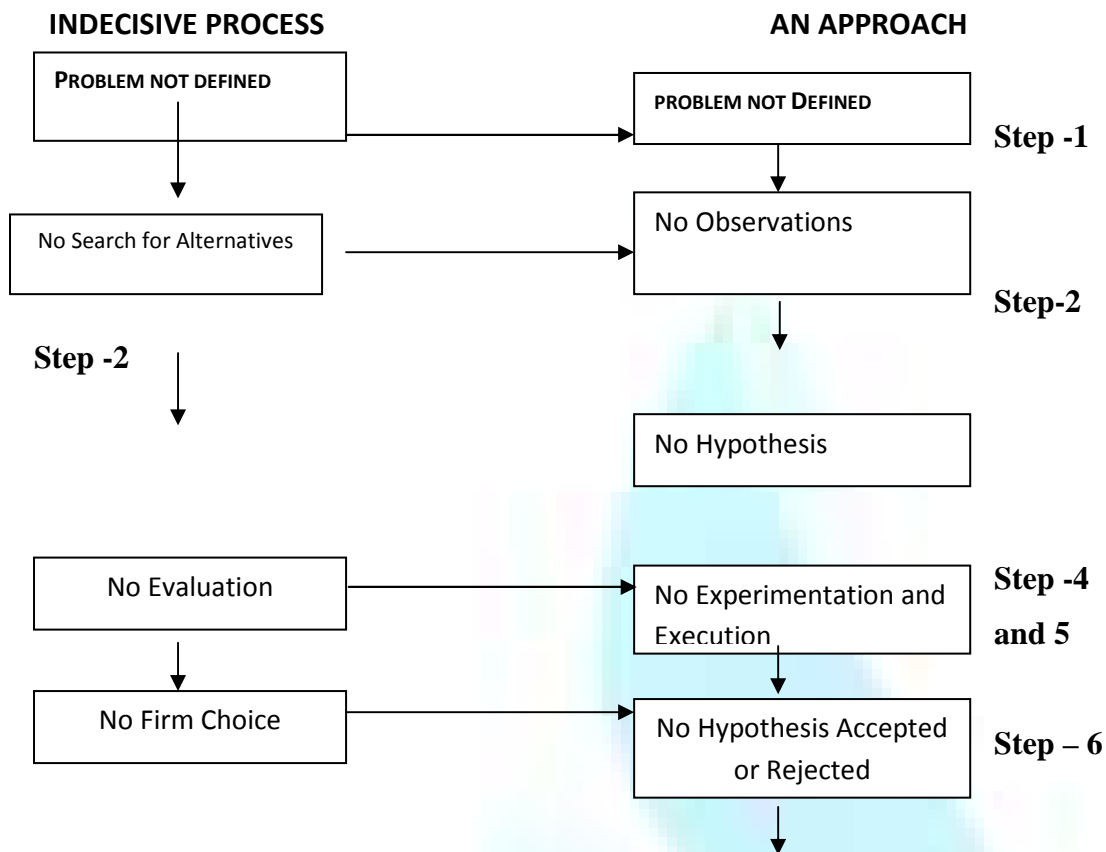 INDECISIVE PROCESS
AN APPROACH
PROBLEM NOT DEFINED
PROBLEM NOT DEFINED
Step -1
No Search for Alternatives
No Observations
Step-2
Step -2
No Hypothesis
No Evaluation
No Experimentation and
Execution
Step -4
and 5
No Firm Choice
No Hypothesis Accepted
or Rejected
Step – 6